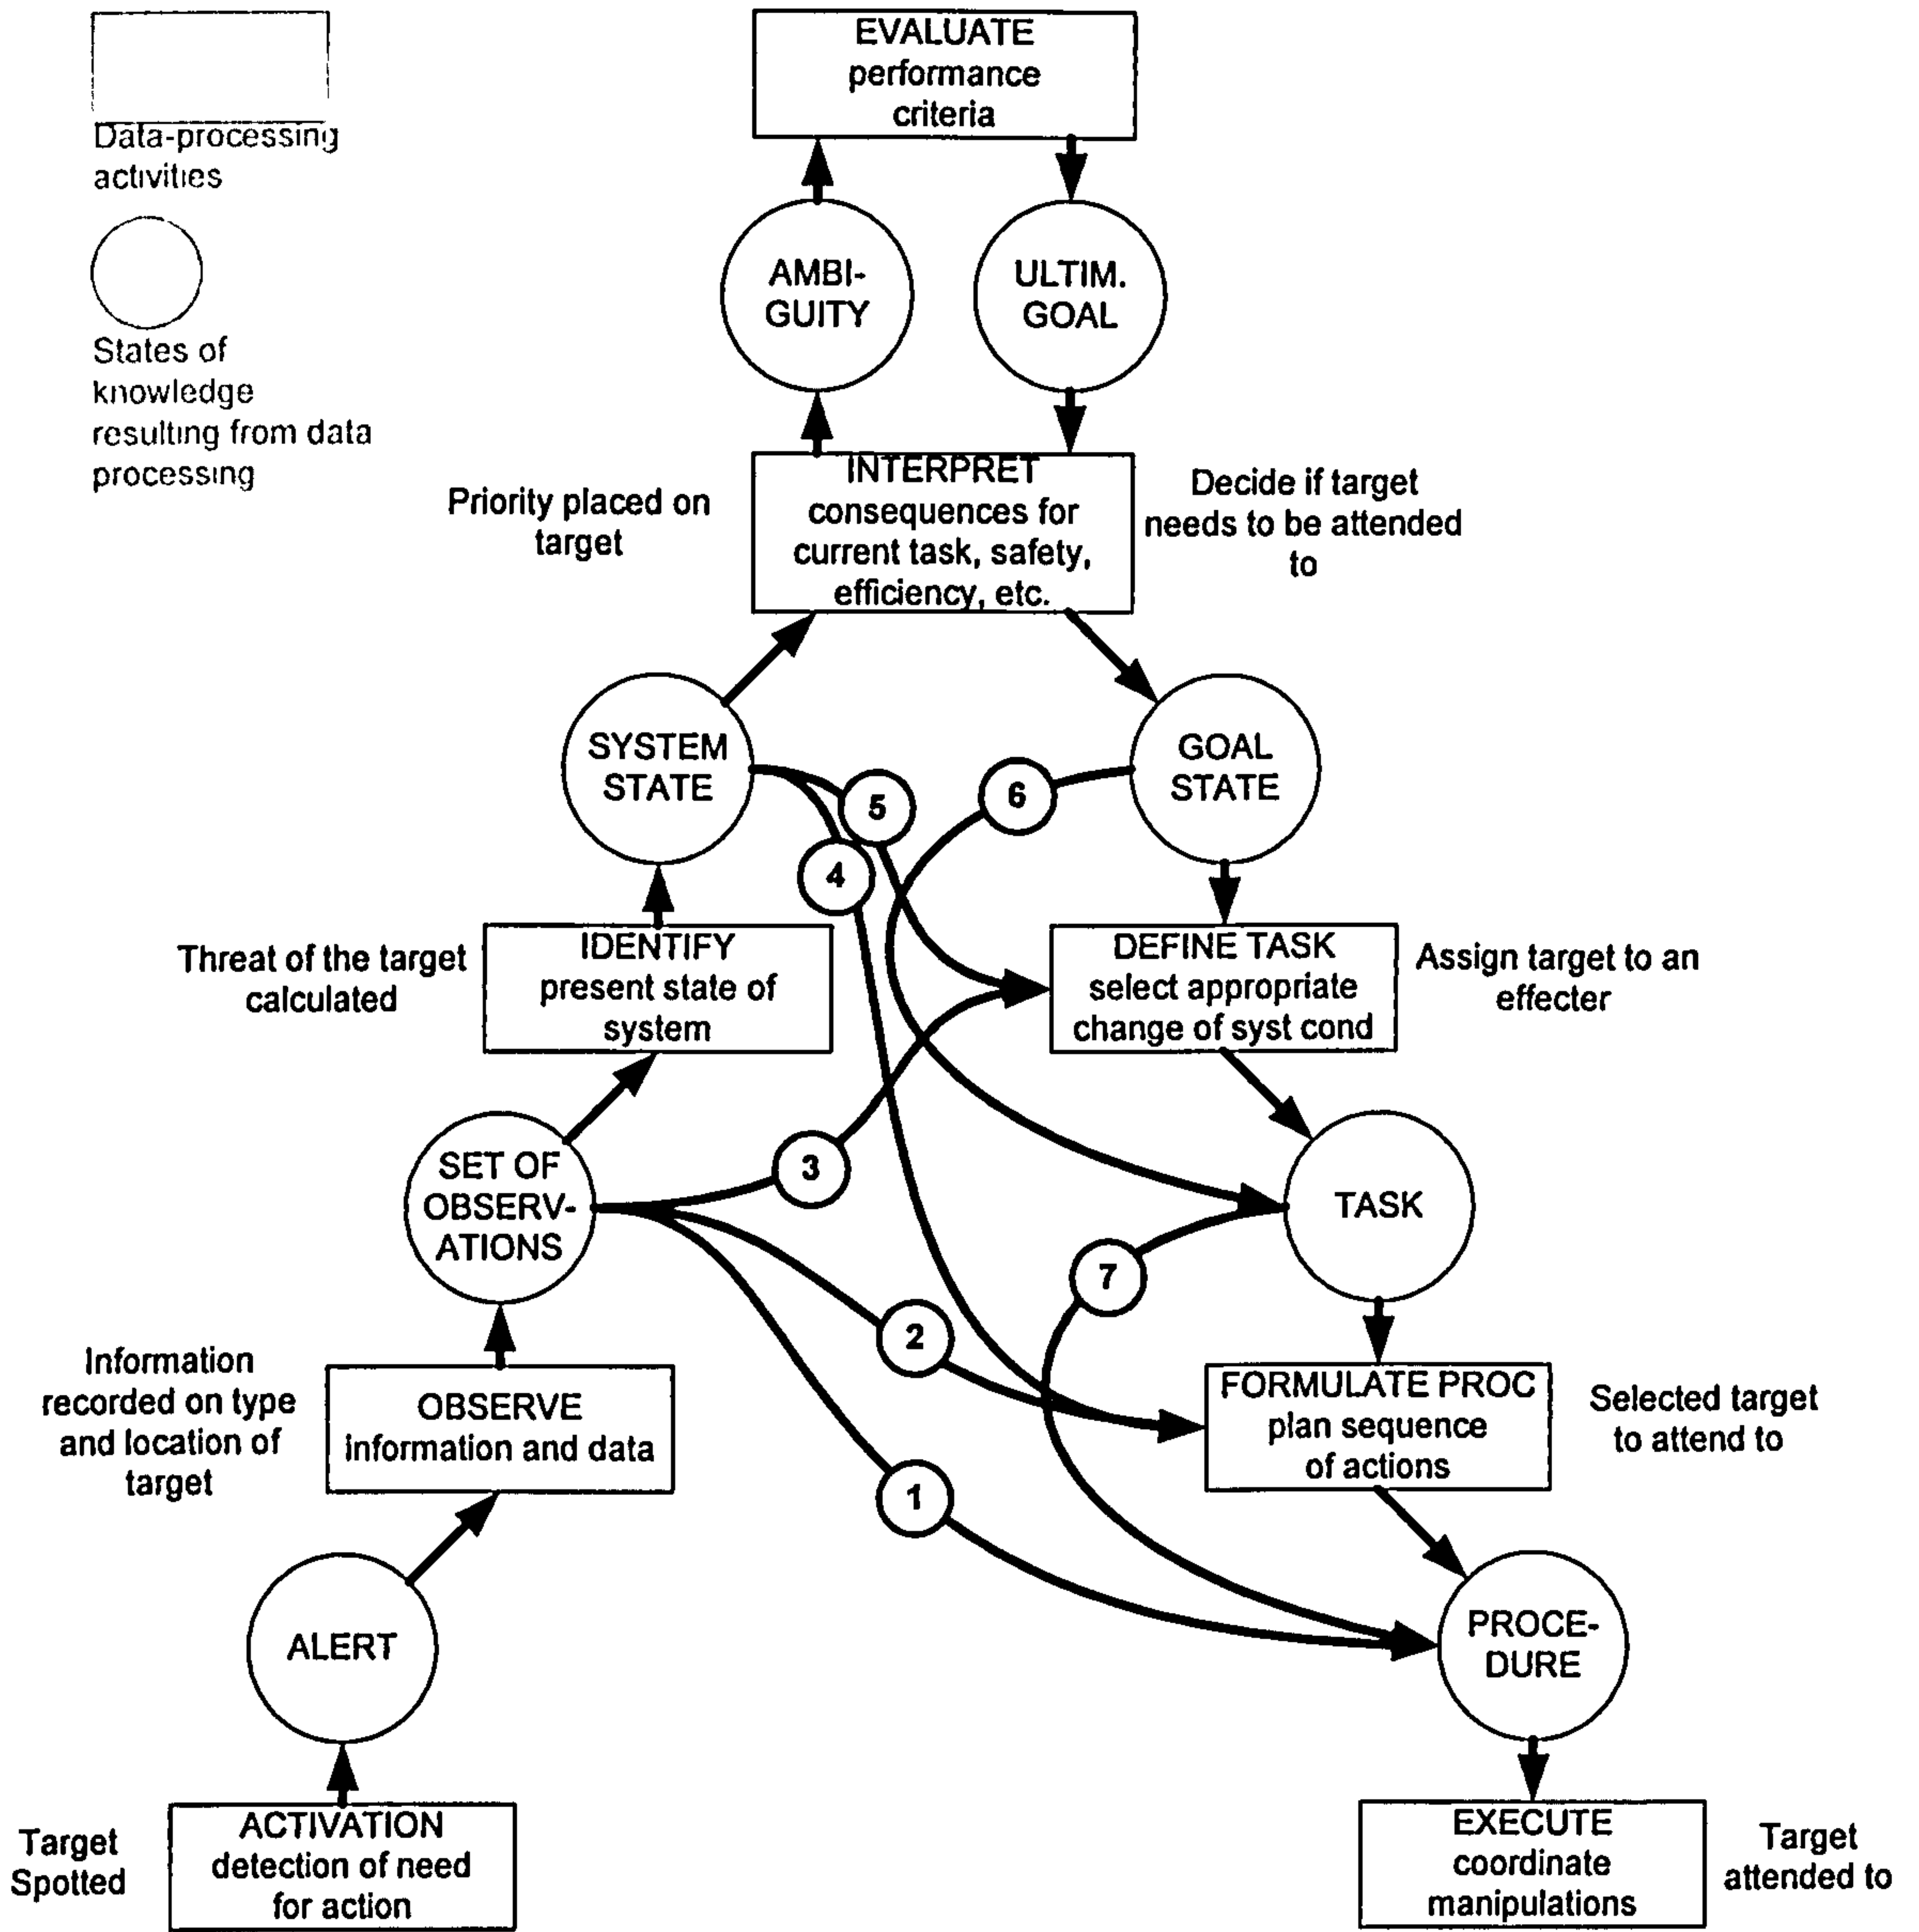 Data-processing
activities
States of
knowledge
resulting from data
processing
EVALUATE
performance
criteria
AMBI-
GUITY
ULTIM.
GOAL
Priority placed on
target
INTERPRET
consequences for
current task, safety,
efficiency, etc.
Decide if target
needs to be attended
to
SYSTEM
STATE
GOAL
STATE
5
6
4
Threat of the target
calculated
IDENTIFY
present state of
system
DEFINE TASK
select appropriate
change of syst cond
Assign target to an
effecter
SET OF
OBSERV-
ATIONS
3
TASK
7
2
Information
recorded on type
and location of
target
OBSERVE
information and data
FORMULATE PROC
plan sequence
of actions
Selected target
to attend to
1
ALERT
PROCE-
DURE
Target
Spotted
ACTIVATION
detection of need
for action
EXECUTE
coordinate
manipulations
Target
attended to